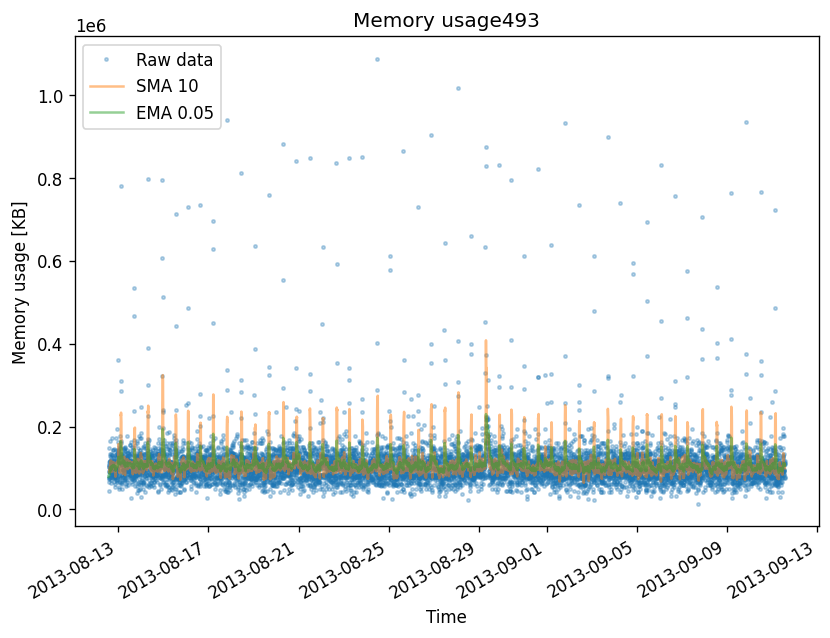 Memory usage493
1e6
Raw data
SMA 10
EMA 0.05
1.0
0.8
0.6
0.4
0.2
0.0
Memory usage [KB]
2013-08-13
2013-08-17
2013-08-21
2013-08-25
2013-08-29
2013-09-01
2013-09-05
2013-09-09
2013-09-13
Time